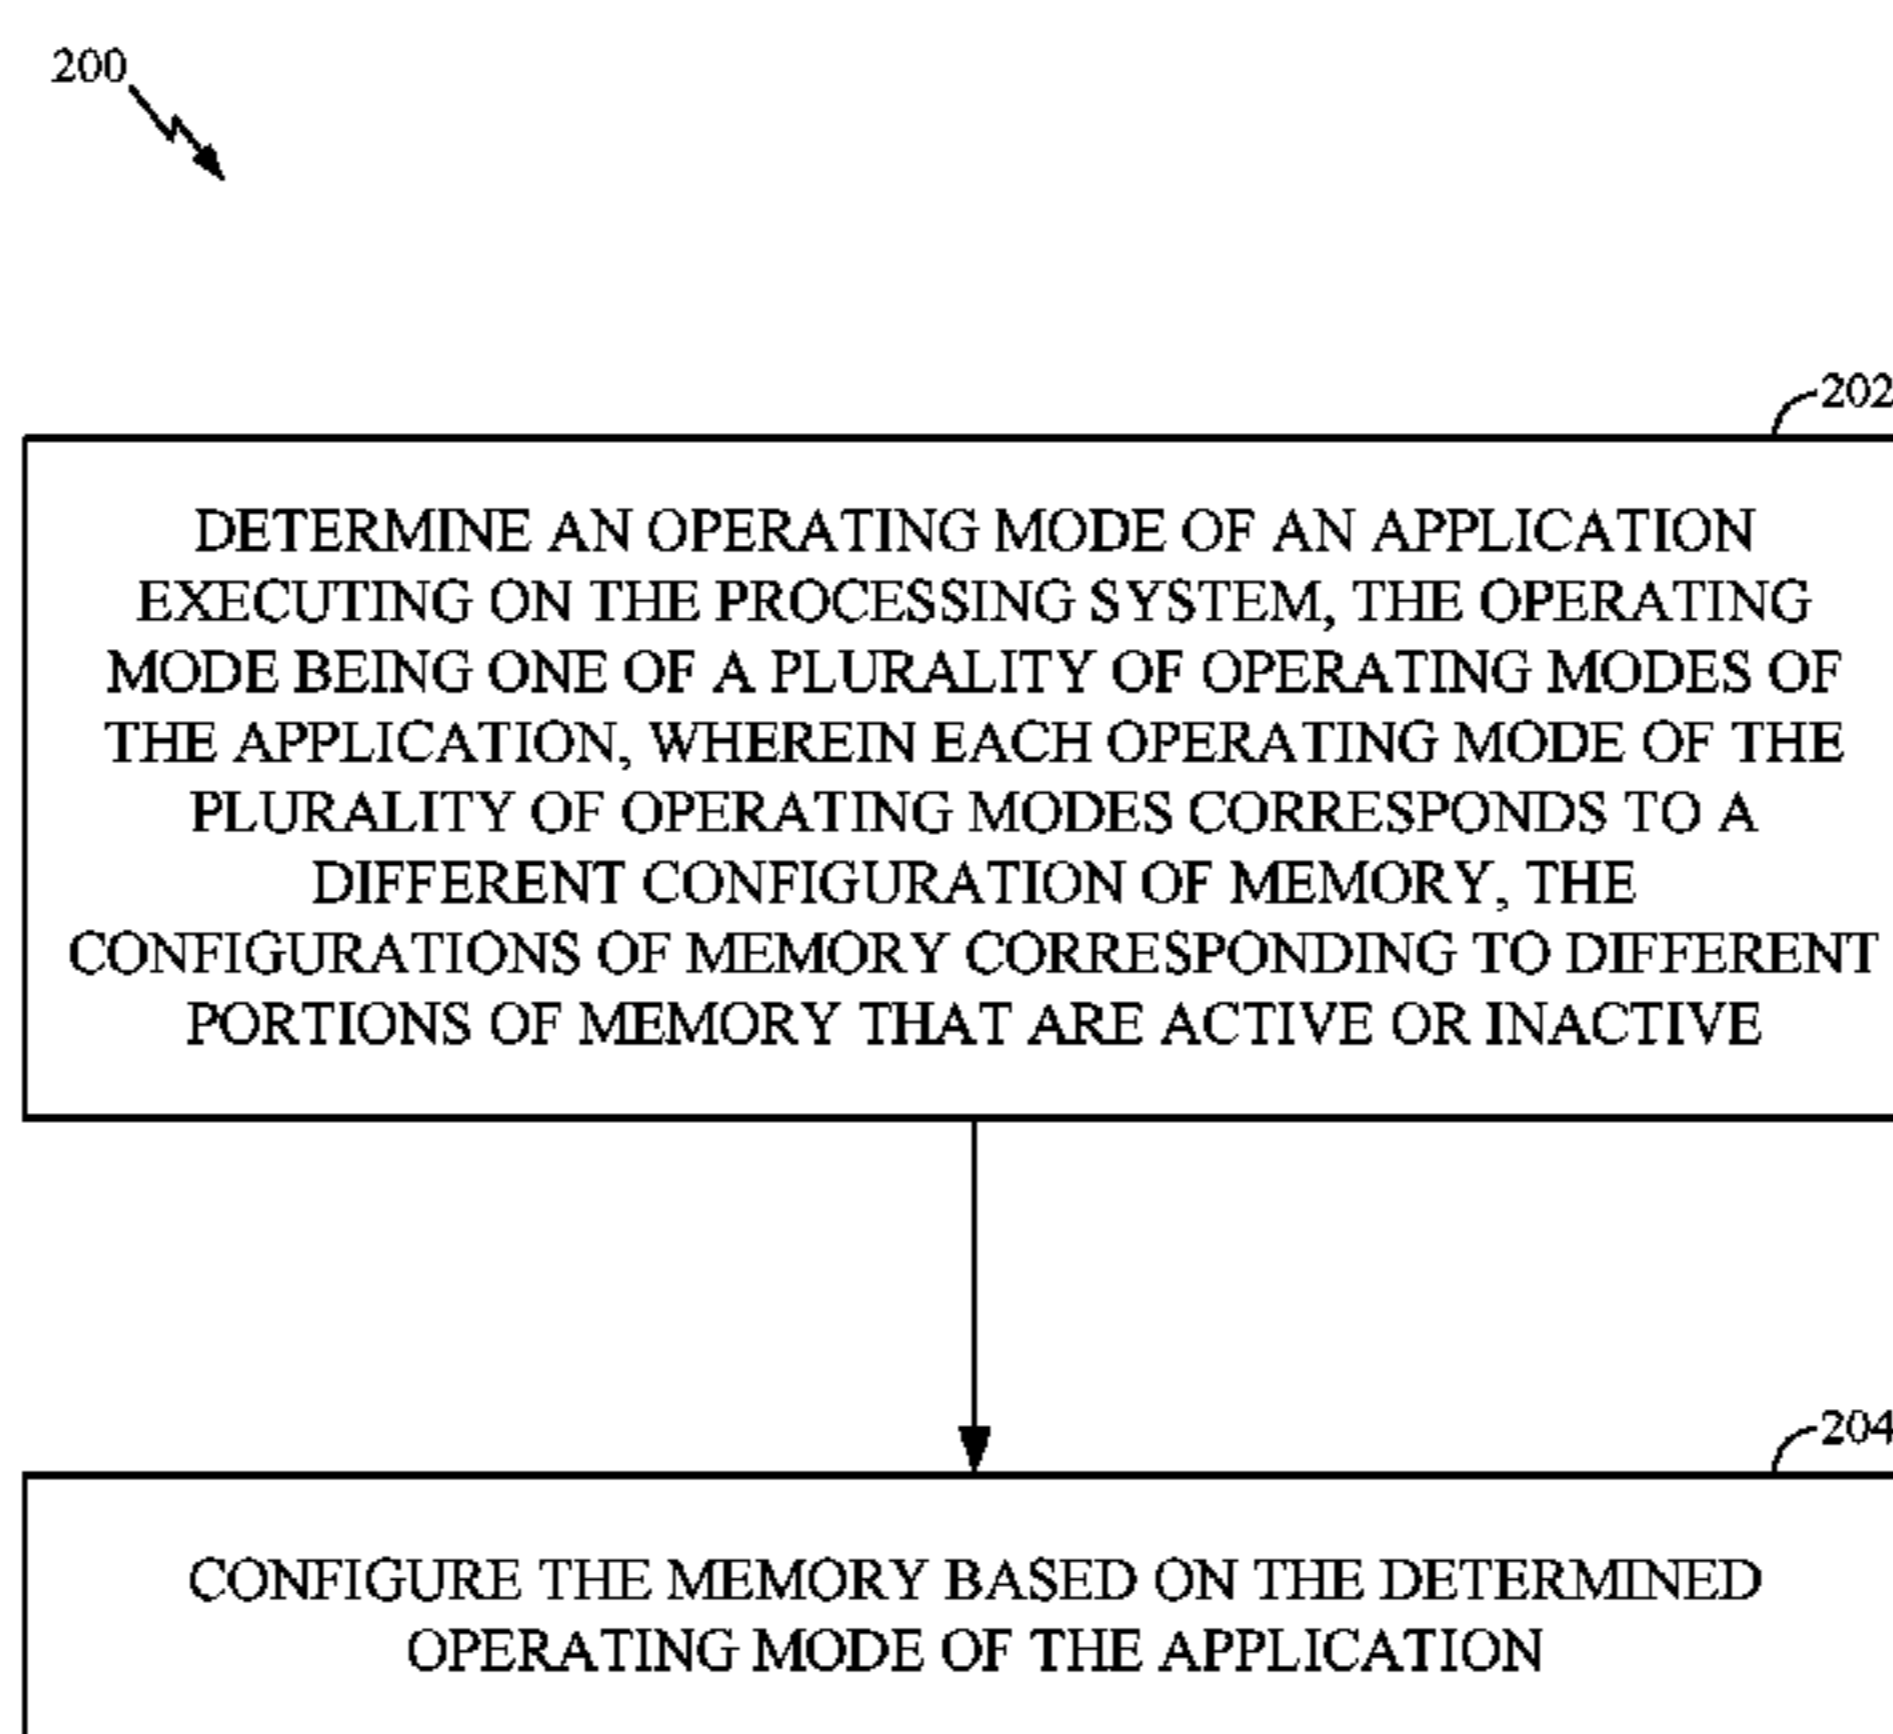 200
202
DETERMINE AN OPERATING MODE OF AN APPLICATION
EXECUTING ON THE PROCESSING SYSTEM, THE OPERATING
MODE BEING ONE OF A PLURALITY OF OPERATING MODES OF
THE APPLICATION, WHEREIN EACH OPERATING MODE OF THE
PLURALITY OF OPERATING MODES CORRESPONDS TO A
DIFFERENT CONFIGURATION OF MEMORY, THE
CONFIGURATIONS OF MEMORY CORRESPONDING TO DIFFERENT
PORTIONS OF MEMORY THAT ARE ACTIVE OR INACTIVE
204
CONFIGURE THE MEMORY BASED ON THE DETERMINED
OPERATING MODE OF THE APPLICATION